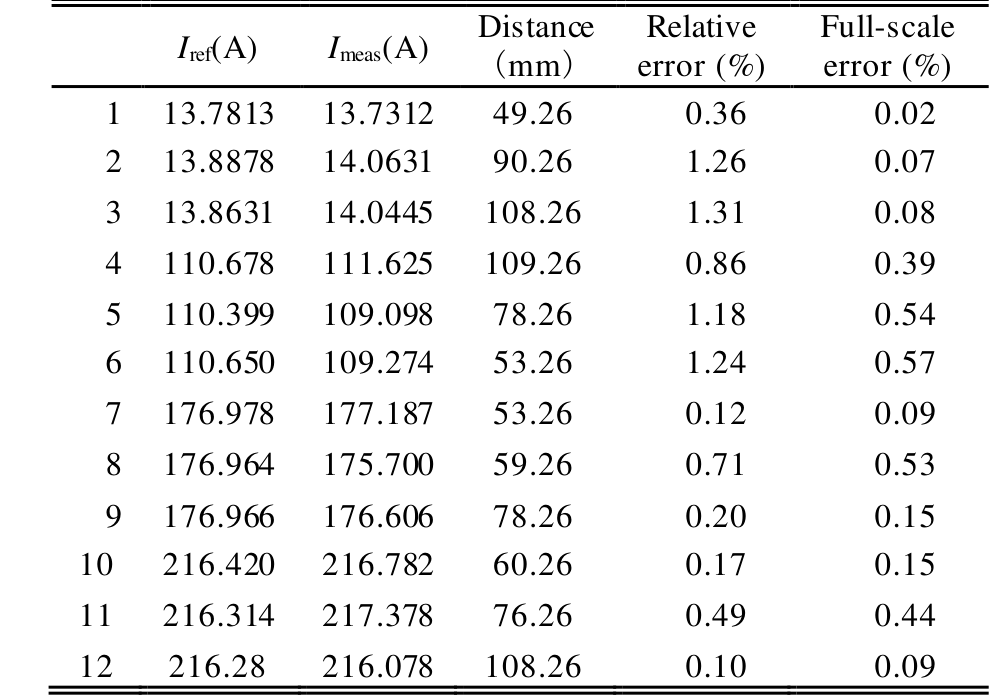 I_ref(A) I_meas(A) Distance（mm） Relative error (%) Full-scale error (%)
1 13.7813 13.7312 49.26 0.36 0.02
2 13.8878 14.0631 90.26 1.26 0.07
3 13.8631 14.0445 108.26 1.31 0.08
4 110.678 111.625 109.26 0.86 0.39
5 110.399 109.098 78.26 1.18 0.54
6 110.650 109.274 53.26 1.24 0.57
7 176.978 177.187 53.26 0.12 0.09
8 176.964 175.700 59.26 0.71 0.53
9 176.966 176.606 78.26 0.20 0.15
10 216.420 216.782 60.26 0.17 0.15
11 216.314 217.378 76.26 0.49 0.44
12 216.28 216.078 108.26 0.10 0.09